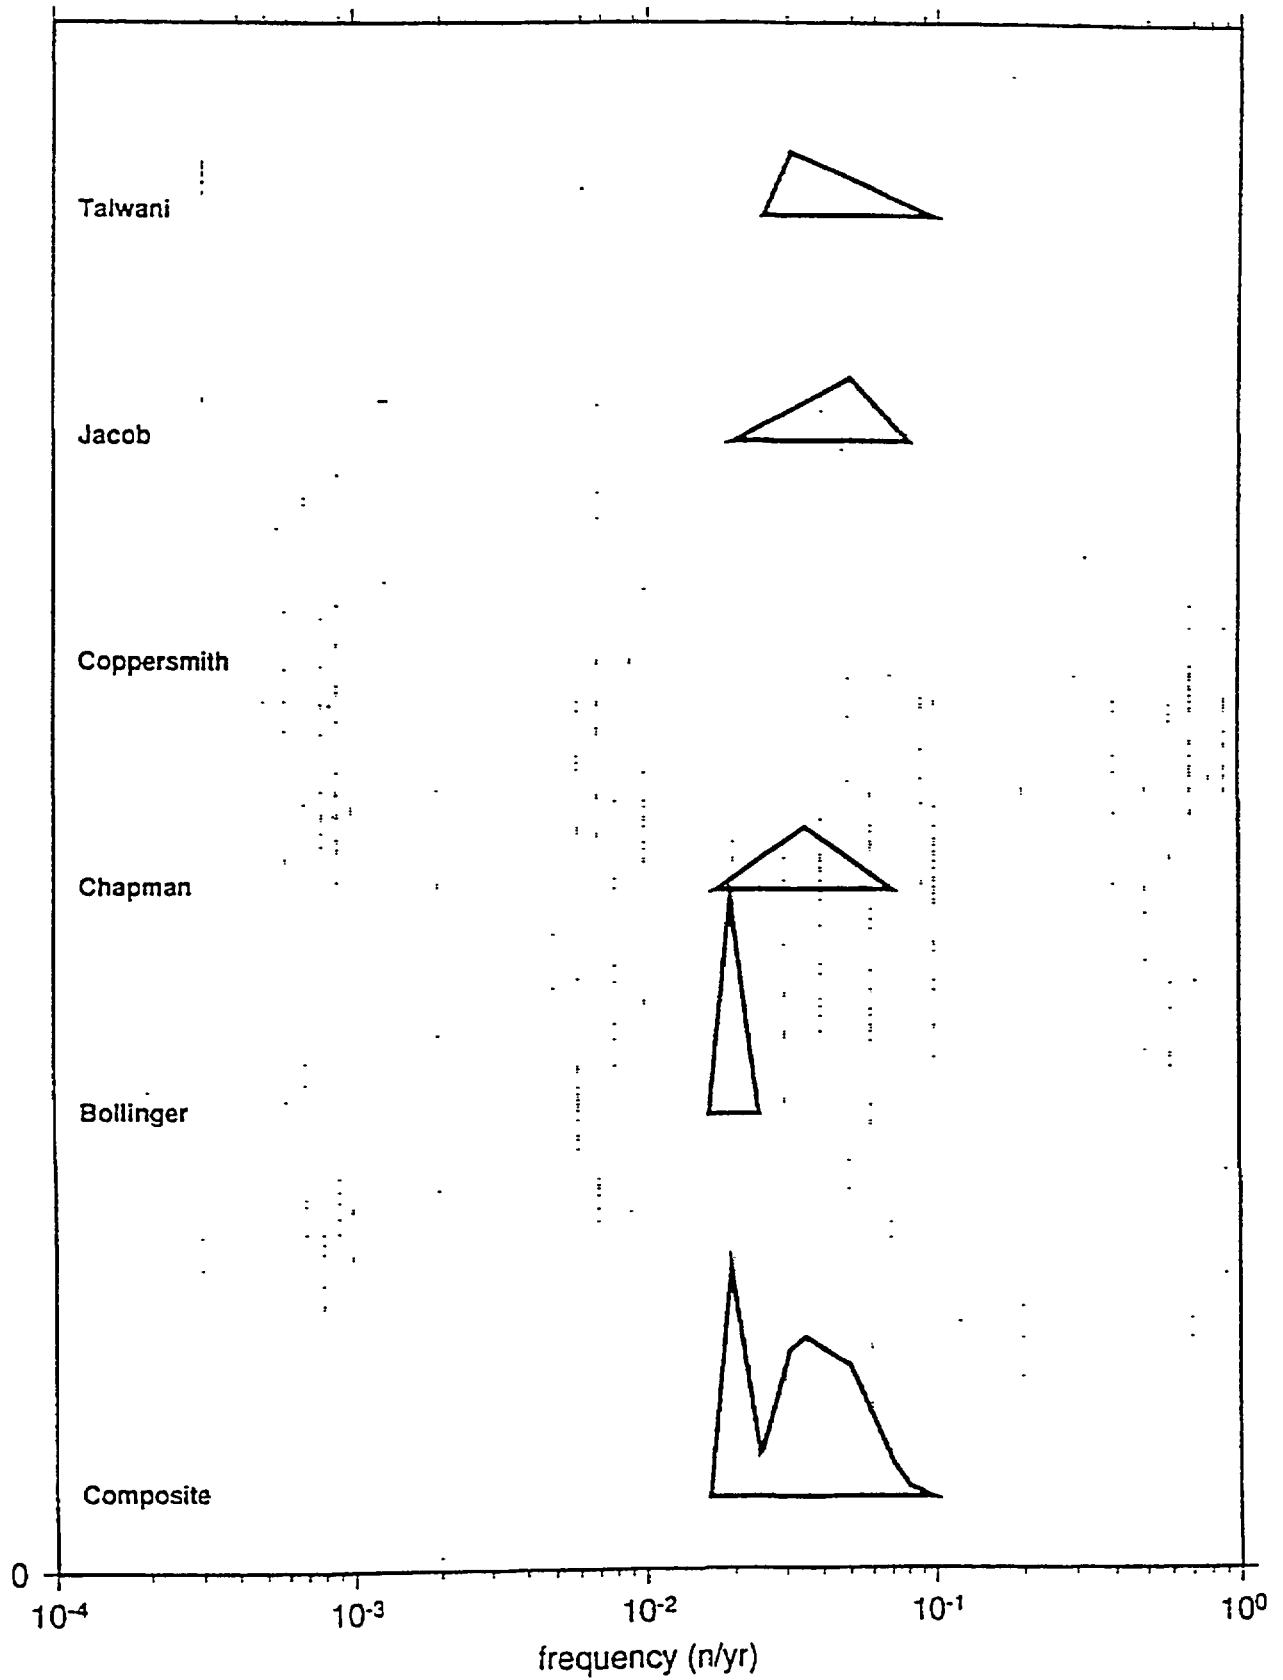 Talwani
Jacob
Coppersmith
Chapman
Bollinger
Composite
0
10⁻⁴ 10⁻³ 10⁻² 10⁻¹ 10⁰
frequency (n/yr)